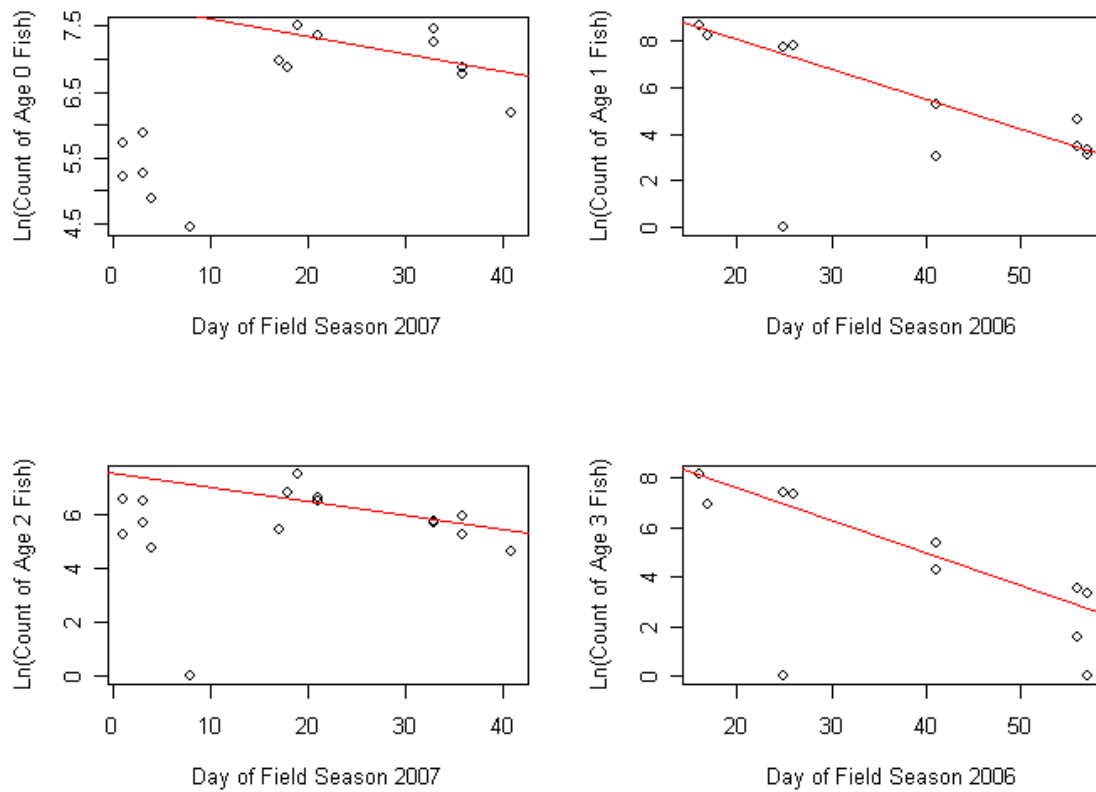 Ln(Count of Age 0 Fish)
4.5 5.5 6.5 7.5
0 10 20 30 40
Day of Field Season 2007
Ln(Count of Age 1 Fish)
0 2 4 6 8
20 30 40 50
Day of Field Season 2006
Ln(Count of Age 2 Fish)
0 2 4 6
0 10 20 30 40
Day of Field Season 2007
Ln(Count of Age 3 Fish)
0 2 4 6 8
20 30 40 50
Day of Field Season 2006